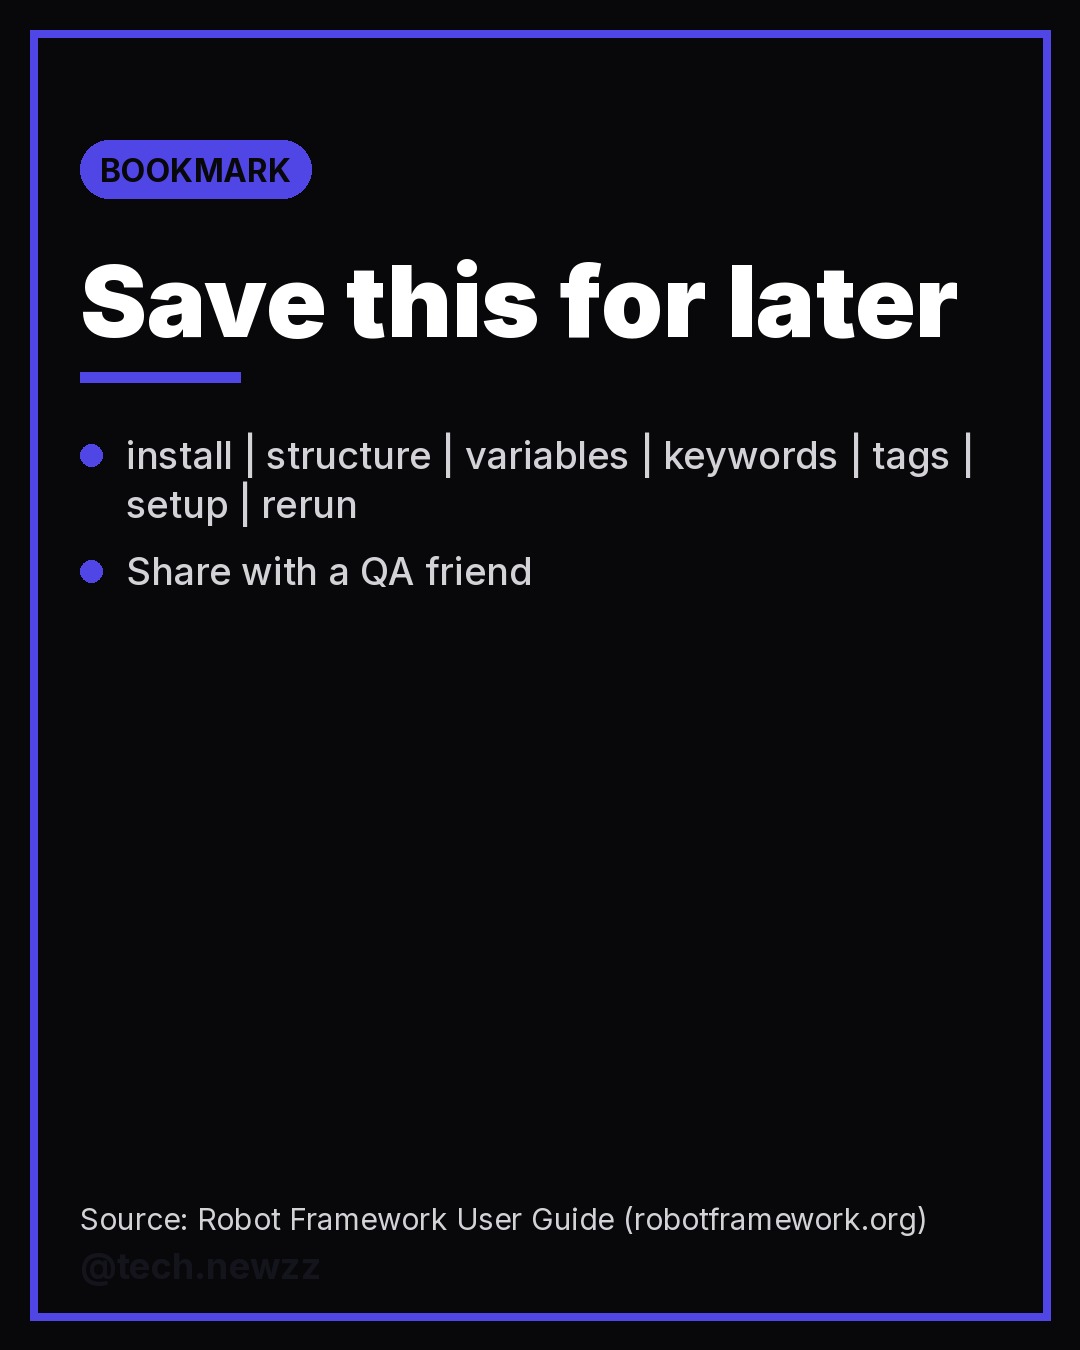 BOOKMARK
Save this for later
install | structure | variables | keywords | tags |
setup | rerun
Share with a QA friend
Source: Robot Framework User Guide (robotframework.org)
@tech.newzz